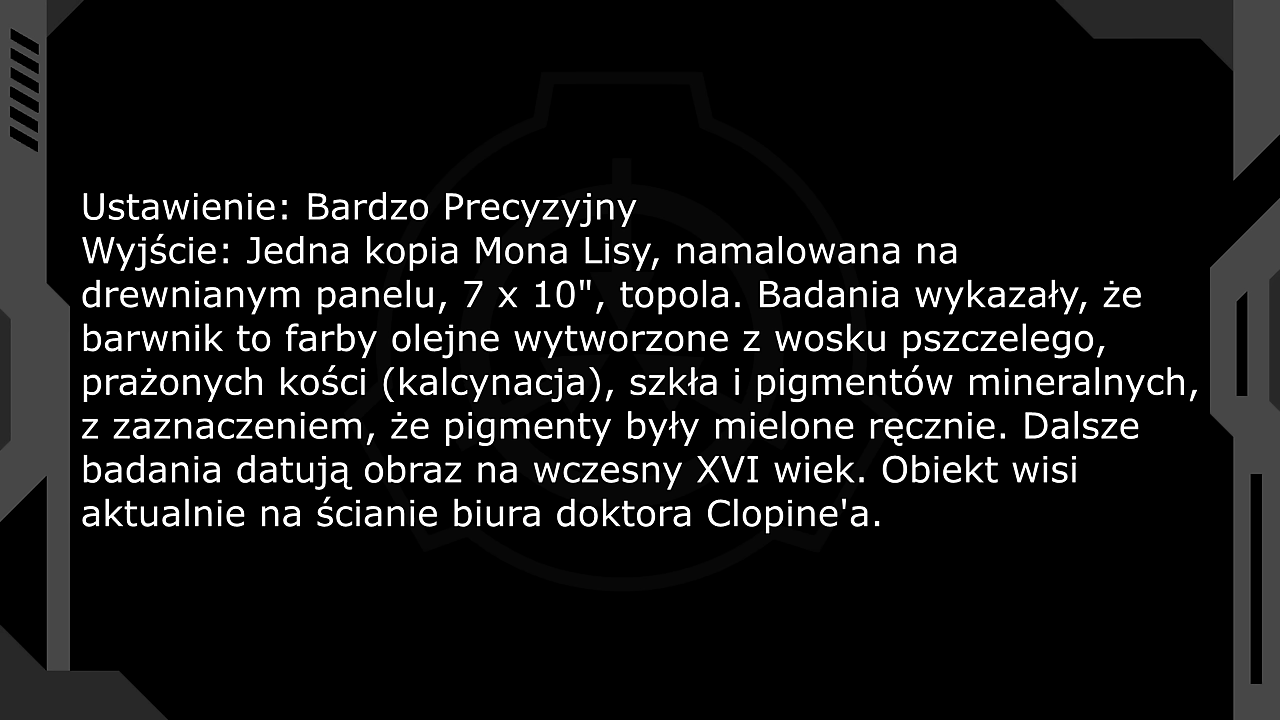 Ustawienie: Bardzo Precyzyjny
Wyjście: Jedna kopia Mona Lisy, namalowana na
drewnianym panelu, 7 x 10", topola. Badania wykazały, że
barwnik to farby olejne wytworzone z wosku pszczelego,
prażonych kości (kalcynacja), szkła i pigmentów mineralnych,
z zaznaczeniem, że pigmenty były mielone ręcznie. Dalsze
badania datują obraz na wczesny XVI wiek. Obiekt wisi
aktualnie na ścianie biura doktora Clopine'a.